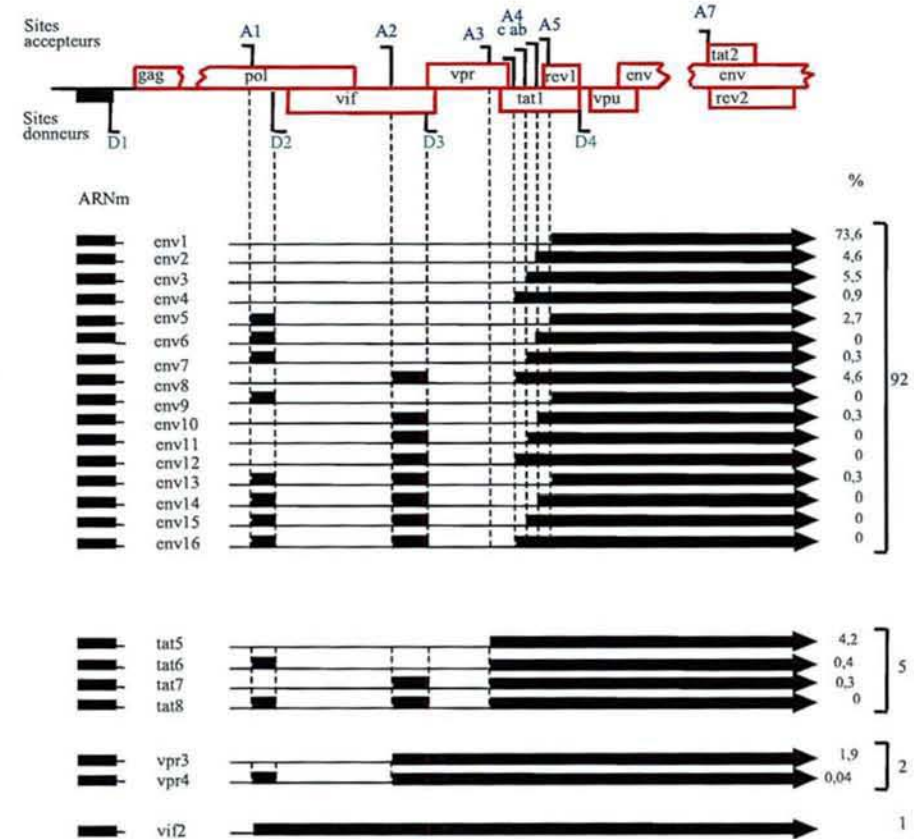 Sites
accepteurs
A1
A2
A3
A4
c ab
A5
A7
gag
pol
vpr
rev1
env
tat2
env
vif
tat1
vpu
rev2
Sites
donneurs
D1
D2
D3
D4
ARNm
%
env1 73,6
env2 4,6
env3 5,5
env4 0,9
env5 2,7
env6 0
env7 0,3
env8 4,6
env9 0
env10 0,3
env11 0
env12 0
env13 0,3
env14 0
env15 0
env16 0
92
tat5 4,2
tat6 0,4
tat7 0,3
tat8 0
5
vpr3 1,9
vpr4 0,04
2
vif2 1